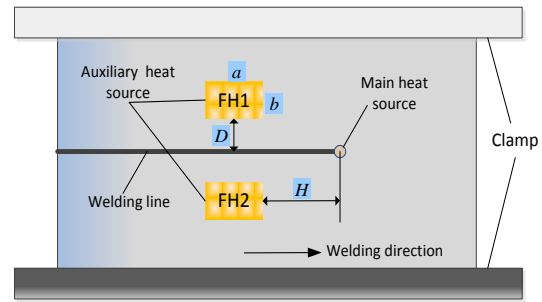 Auxiliary heat
source
a
FH1
b
Main heat
source
D
Clamp
Welding line
FH2
H
Welding direction